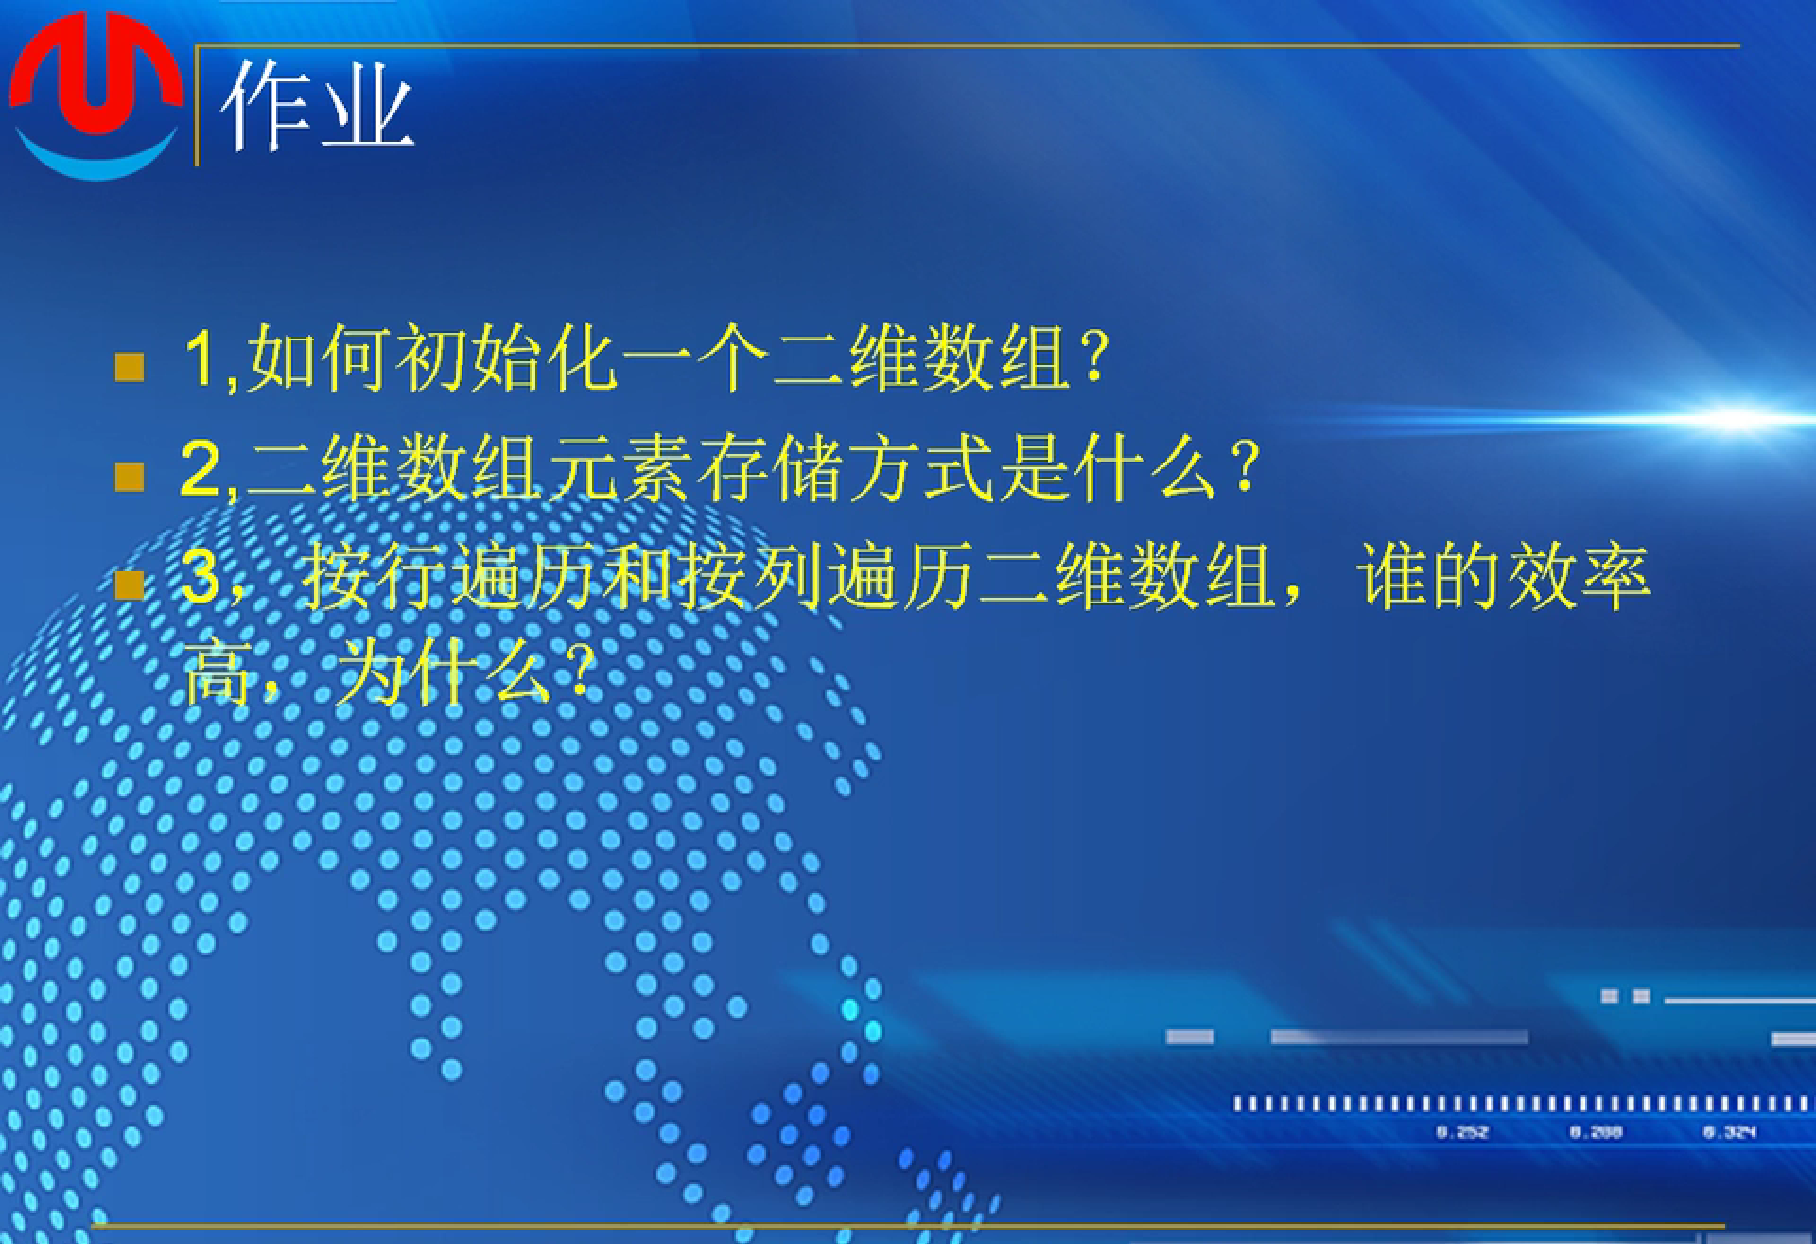 作业
1,如何初始化一个二维数组？
2,二维数组元素存储方式是什么？
3，按行遍历和按列遍历二维数组，谁的效率
高，为什么？
0.252 0.288 0.324